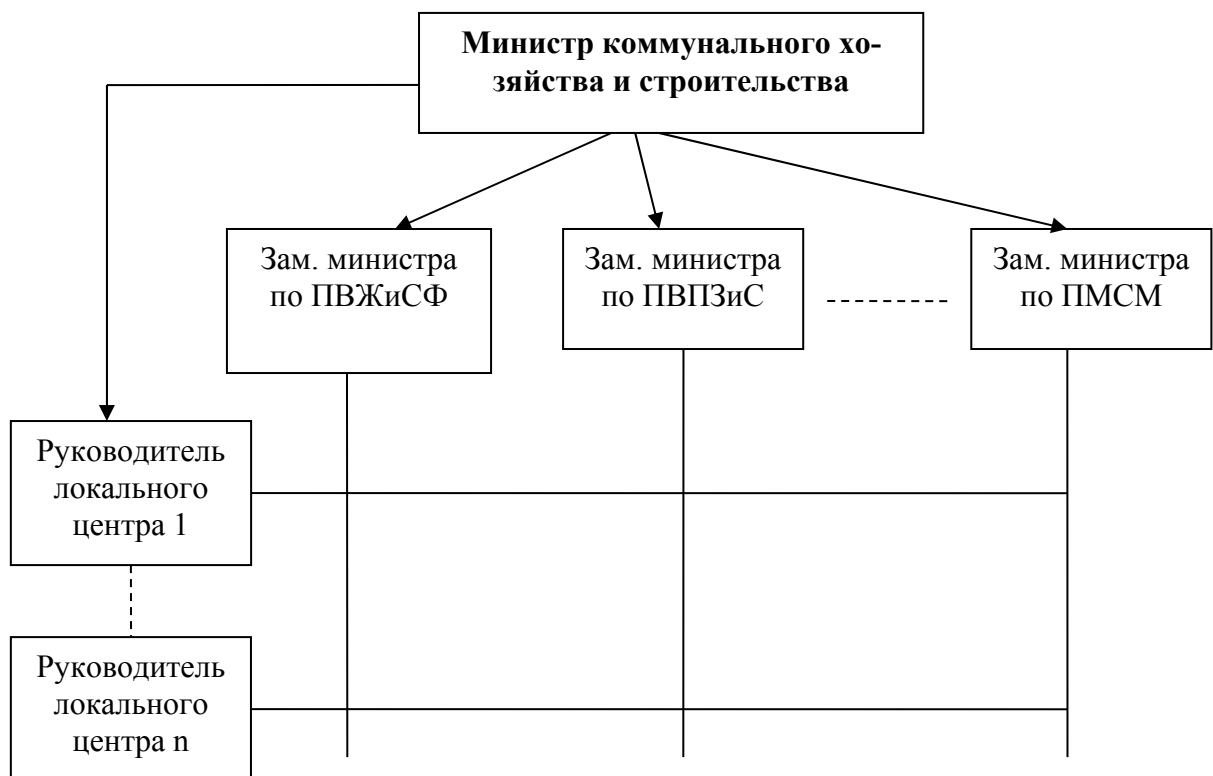 Министр коммунального хо-
зяйства и строительства
Зам. министра
по ПВЖиСФ
Зам. министра
по ПВПЗиС
Зам. министра
по ПМСМ
Руководитель
локального
центра 1
Руководитель
локального
центра n